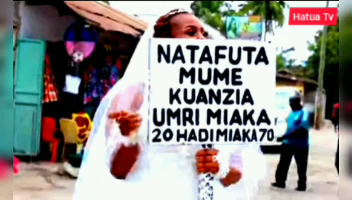 Hatua Tv
NATAFUTA
MUME
KUANZIA
UMRI MIAKA
20 HADI MIAKA 70